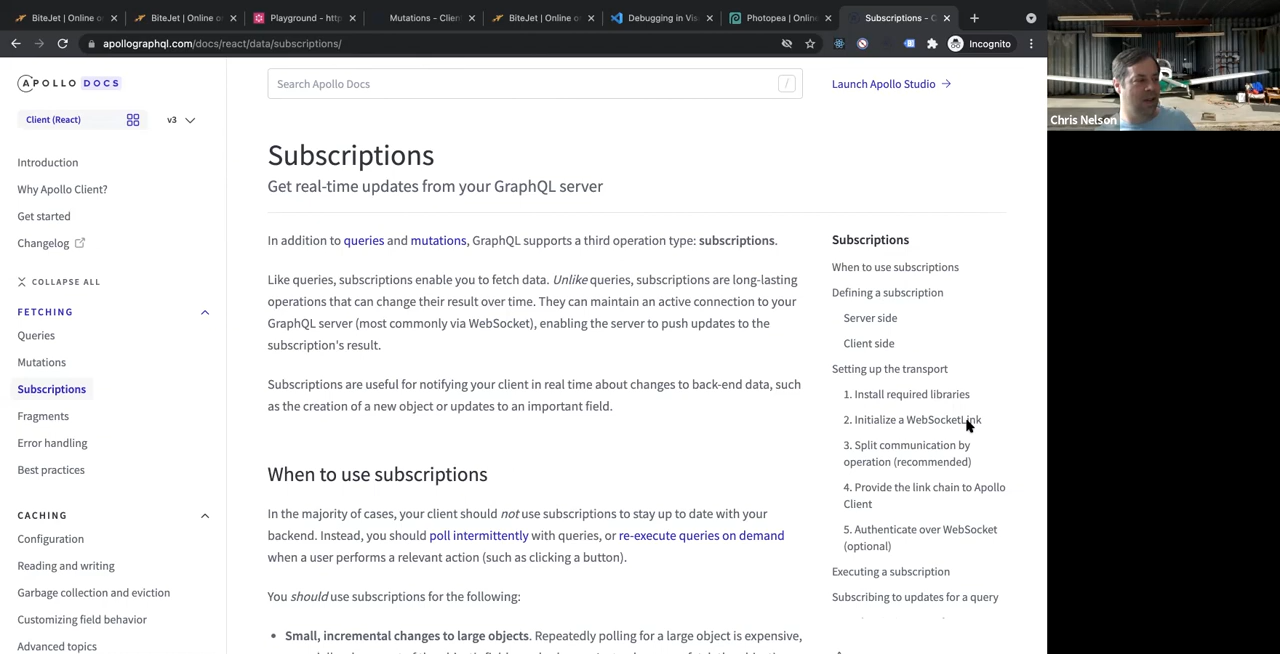 BiteJet | Online o
BiteJet | Online o
Playground - http
Mutations - Clien
BiteJet | Online o
Debugging in Vis
Photopea | Online
Subscriptions - C
apollographql.com/docs/react/data/subscriptions/
Incognito
Chris Nelson
APOLLO DOCS
Client (React)
v3
Introduction
Why Apollo Client?
Get started
Changelog
COLLAPSE ALL
FETCHING
Queries
Mutations
Subscriptions
Fragments
Error handling
Best practices
CACHING
Configuration
Reading and writing
Garbage collection and eviction
Customizing field behavior
Advanced topics
Search Apollo Docs
/
Launch Apollo Studio
Subscriptions
Get real-time updates from your GraphQL server
In addition to queries and mutations, GraphQL supports a third operation type: subscriptions.
Like queries, subscriptions enable you to fetch data. Unlike queries, subscriptions are long-lasting
operations that can change their result over time. They can maintain an active connection to your
GraphQL server (most commonly via WebSocket), enabling the server to push updates to the
subscription's result.
Subscriptions are useful for notifying your client in real time about changes to back-end data, such
as the creation of a new object or updates to an important field.
When to use subscriptions
In the majority of cases, your client should not use subscriptions to stay up to date with your
backend. Instead, you should poll intermittently with queries, or re-execute queries on demand
when a user performs a relevant action (such as clicking a button).
You should use subscriptions for the following:
• Small, incremental changes to large objects. Repeatedly polling for a large object is expensive,
Subscriptions
When to use subscriptions
Defining a subscription
Server side
Client side
Setting up the transport
1. Install required libraries
2. Initialize a WebSocketLink
3. Split communication by
operation (recommended)
4. Provide the link chain to Apollo
Client
5. Authenticate over WebSocket
(optional)
Executing a subscription
Subscribing to updates for a query